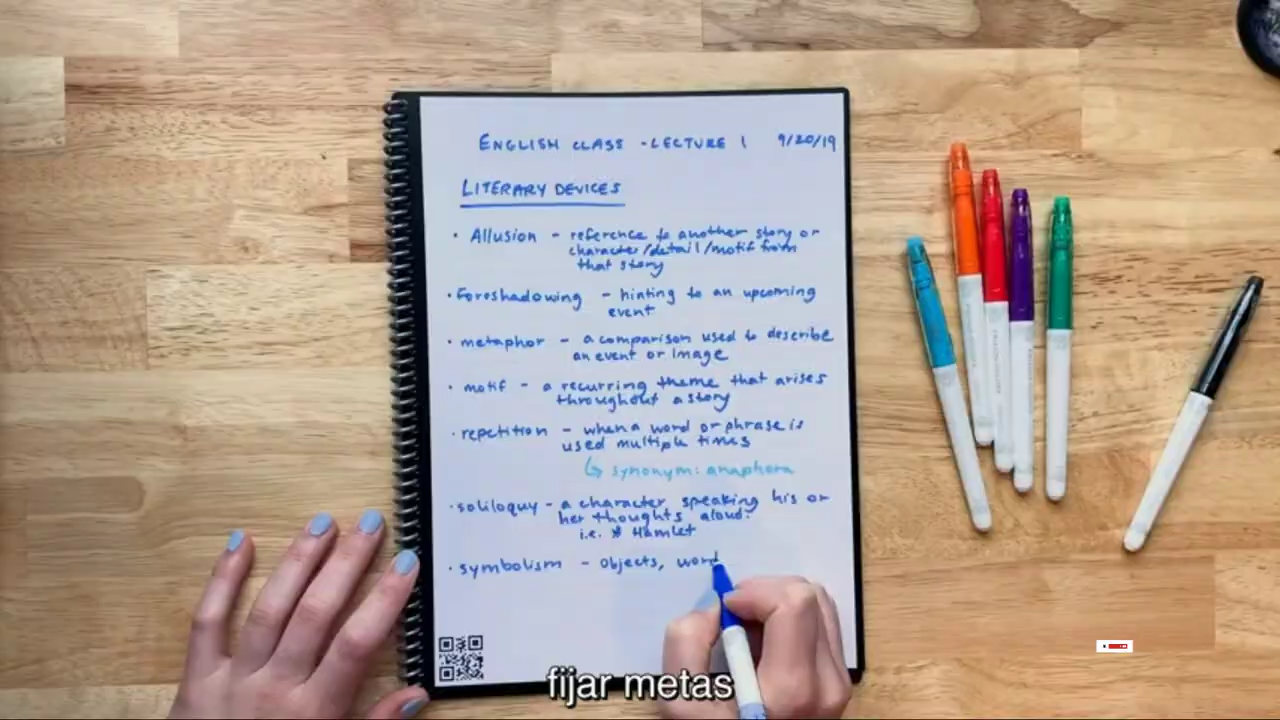 ENGLISH CLASS - LECTURE 1 9/20/19
LITERARY DEVICES
• Allusion - reference to another story or
character/detail/motif from
that story
• Foreshadowing - hinting to an upcoming
event
• metaphor - a comparison used to describe
an event or image
• motif - a recurring theme that arises
throughout a story
• repetition - when a word or phrase is
used multiple times
↳ synonym: anaphora
• soliloquy - a character speaking his or
her thoughts aloud.
i.e. Hamlet
• symbolism - objects, word
fijar metas